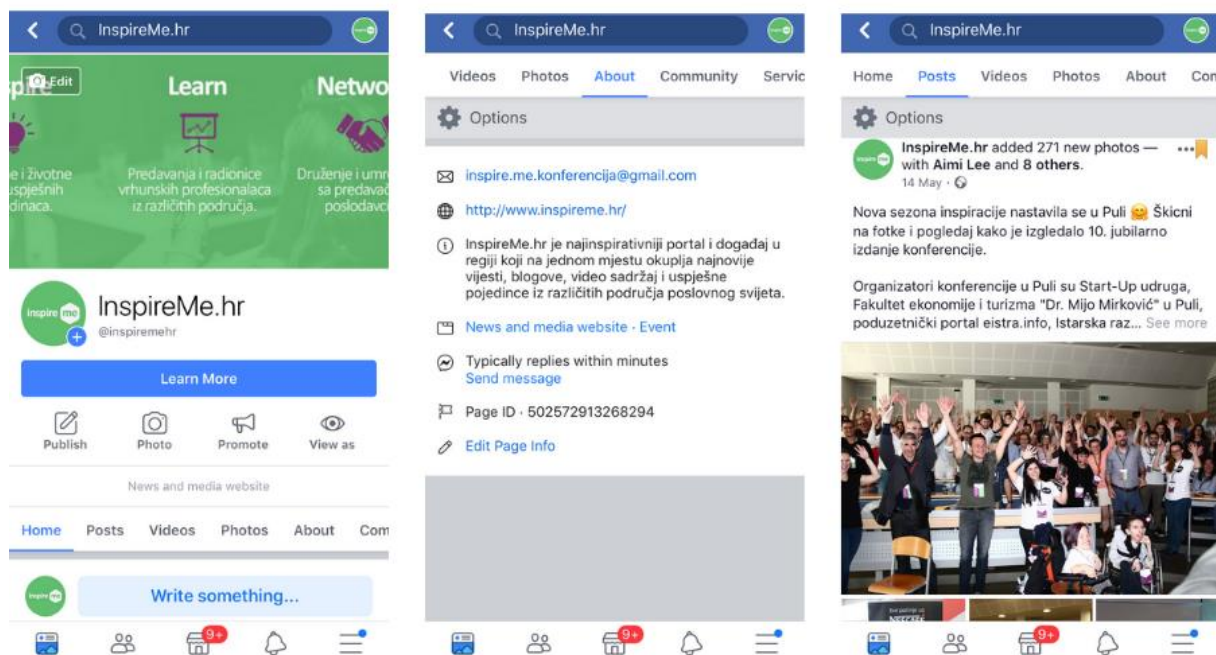 InspireMe.hr
Edit
Learn
Netwo
Predavanja i radionice
vrhunskih profesionalaca
iz različitih područja.
e i životne
uspješnih
dinaca.
Druženje i umr
sa predavač
poslodavci
inspire me
InspireMe.hr
@inspiremehr
Learn More
Publish
Photo
Promote
View as
News and media website
Home
Posts
Videos
Photos
About
Com
Write something...
9+
InspireMe.hr
Videos
Photos
About
Community
Servic
Options
inspire.me.konferencija@gmail.com
http://www.inspireme.hr/
InspireMe.hr je najinspirativniji portal i događaj u
regiji koji na jednom mjestu okuplja najnovije
vijesti, blogove, video sadržaj i uspješne
pojedince iz različitih područja poslovnog svijeta.
News and media website · Event
Typically replies within minutes
Send message
Page ID · 502572913268294
Edit Page Info
9+
InspireMe.hr
Home
Posts
Videos
Photos
About
Com
Options
InspireMe.hr added 271 new photos —
with Aimi Lee and 8 others.
14 May ·
Nova sezona inspiracije nastavila se u Puli 🤗 Škicni
na fotke i pogledaj kako je izgledalo 10. jubilarno
izdanje konferencije.
Organizatori konferencije u Puli su Start-Up udruga,
Fakultet ekonomije i turizma "Dr. Mijo Mirković" u Puli,
poduzetnički portal eistra.info, Istarska raz... See more
9+